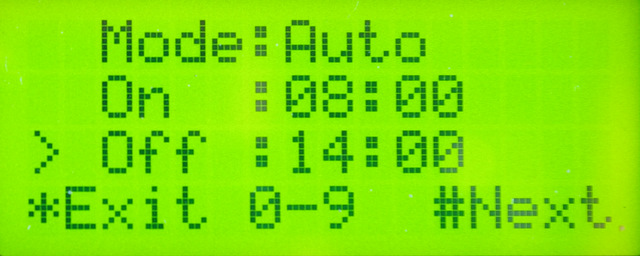 Mode:Auto
On :08:00
> Off :14:00
*Exit 0-9 #Next